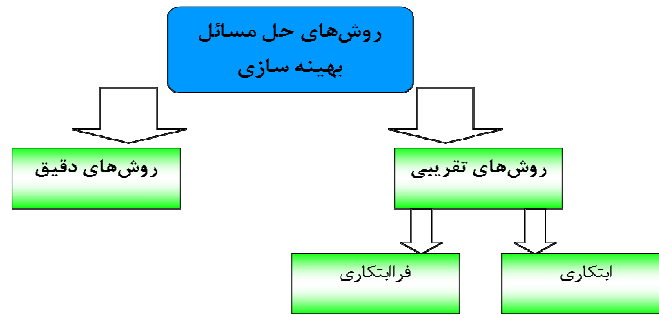 روش‌های حل مسائل
بهینه سازی
روش‌های تقریبی
روش‌های دقیق
ابتکاری
فراابتکاری